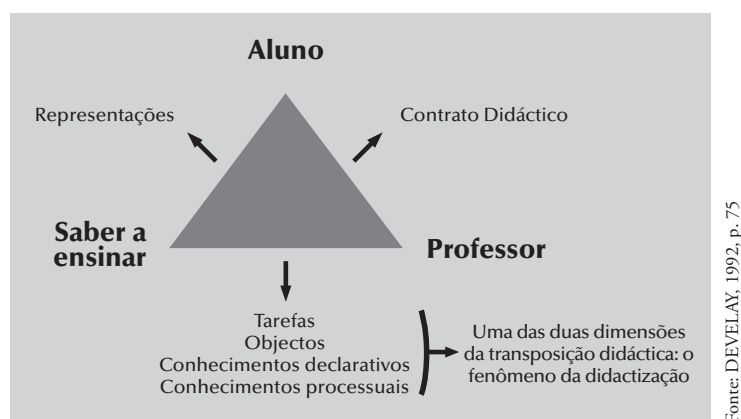 Aluno
Representações
Contrato Didáctico
Saber a
ensinar
Professor
Tarefas
Objectos
Conhecimentos declarativos
Conhecimentos processuais
Uma das duas dimensões
da transposição didáctica: o
fenômeno da didactização
Fonte: DEVELAY, 1992, p. 75